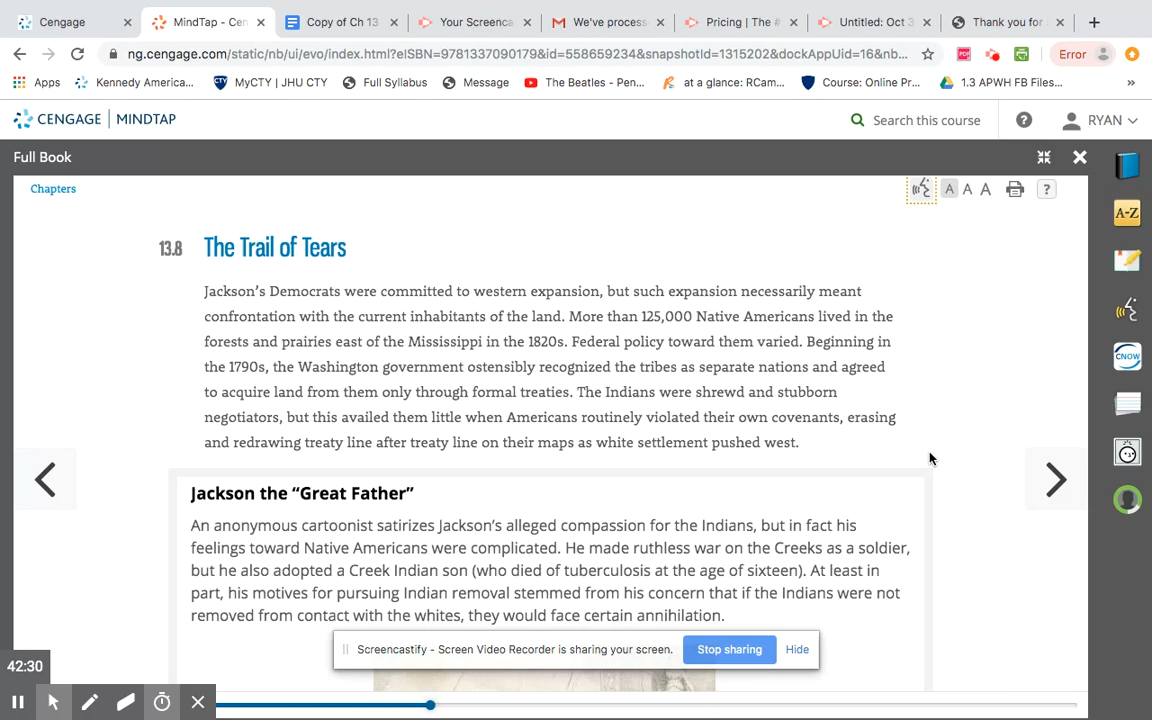 Cengage
MindTap - Cen
Copy of Ch 13
Your Screenca
We've process
Pricing | The #
Untitled: Oct 3
Thank you for
ng.cengage.com/static/nb/ui/evo/index.html?eISBN=9781337090179&id=558659234&snapshotId=1315202&dockAppUid=16&nb...
Error
Apps
Kennedy America...
MyCTY | JHU CTY
Full Syllabus
Message
The Beatles - Pen...
at a glance: RCam...
Course: Online Pr...
1.3 APWH FB Files...
»
CENGAGE | MINDTAP
Search this course
RYAN
Full Book
Chapters
A A A ?
13.8 The Trail of Tears
Jackson's Democrats were committed to western expansion, but such expansion necessarily meant
confrontation with the current inhabitants of the land. More than 125,000 Native Americans lived in the
forests and prairies east of the Mississippi in the 1820s. Federal policy toward them varied. Beginning in
the 1790s, the Washington government ostensibly recognized the tribes as separate nations and agreed
to acquire land from them only through formal treaties. The Indians were shrewd and stubborn
negotiators, but this availed them little when Americans routinely violated their own covenants, erasing
and redrawing treaty line after treaty line on their maps as white settlement pushed west.
Jackson the “Great Father”
An anonymous cartoonist satirizes Jackson's alleged compassion for the Indians, but in fact his
feelings toward Native Americans were complicated. He made ruthless war on the Creeks as a soldier,
but he also adopted a Creek Indian son (who died of tuberculosis at the age of sixteen). At least in
part, his motives for pursuing Indian removal stemmed from his concern that if the Indians were not
removed from contact with the whites, they would face certain annihilation.
Screencastify - Screen Video Recorder is sharing your screen.
Stop sharing
Hide
42:30
A-Z
CNOW